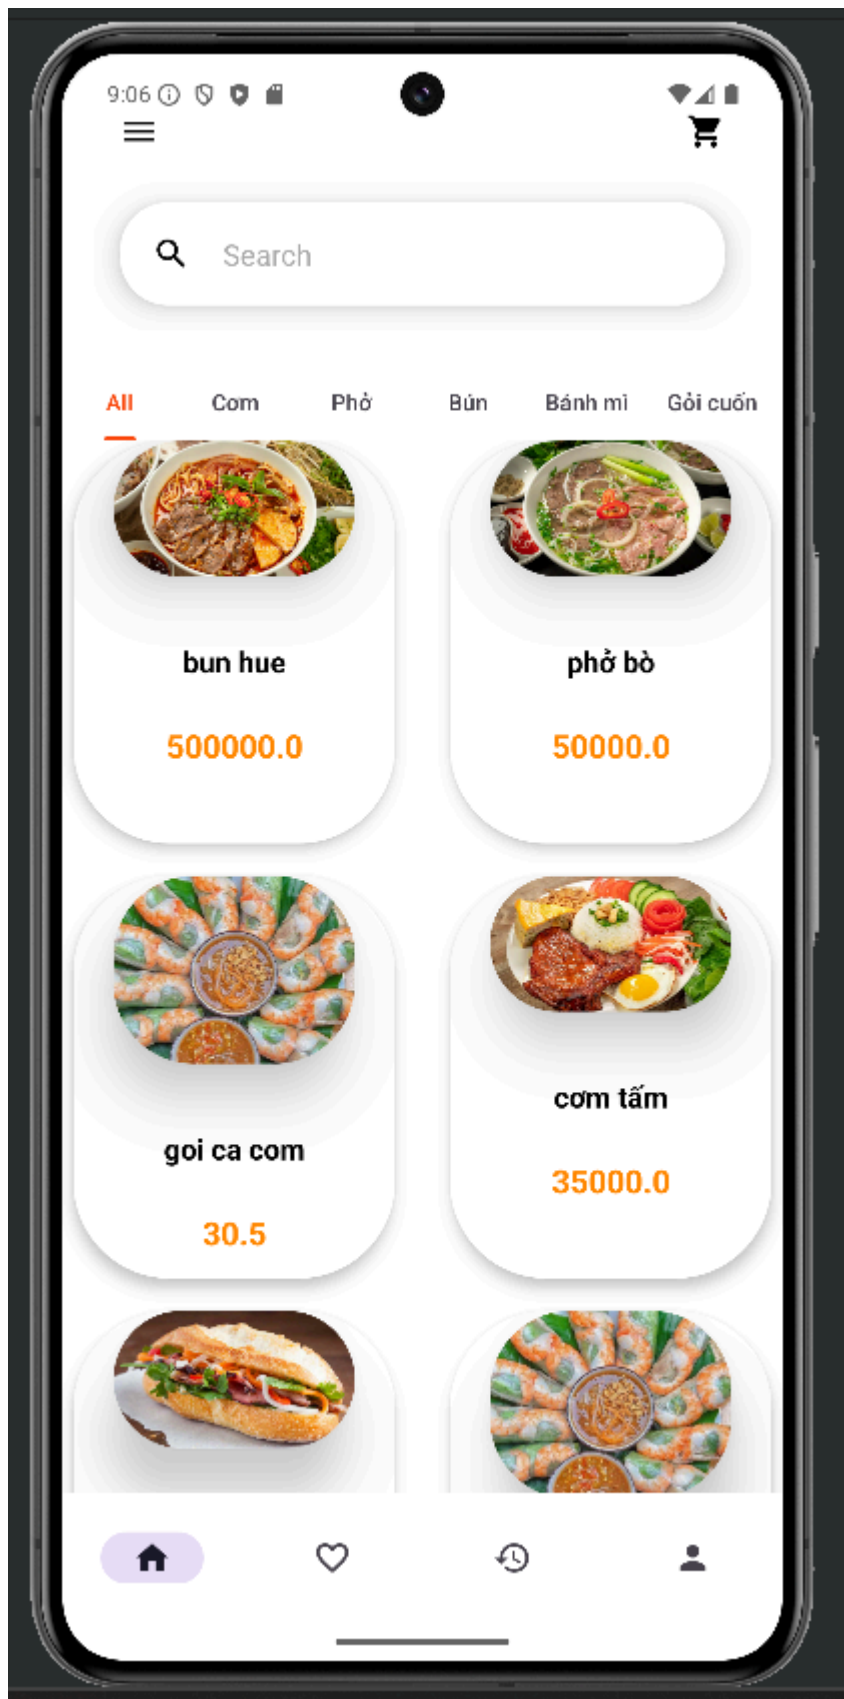 9:06
Search
All Cơm Phở Bún Bánh mì Gỏi cuốn
bun hue phở bò
500000.0 50000.0
goi ca com cơm tấm
30.5 35000.0